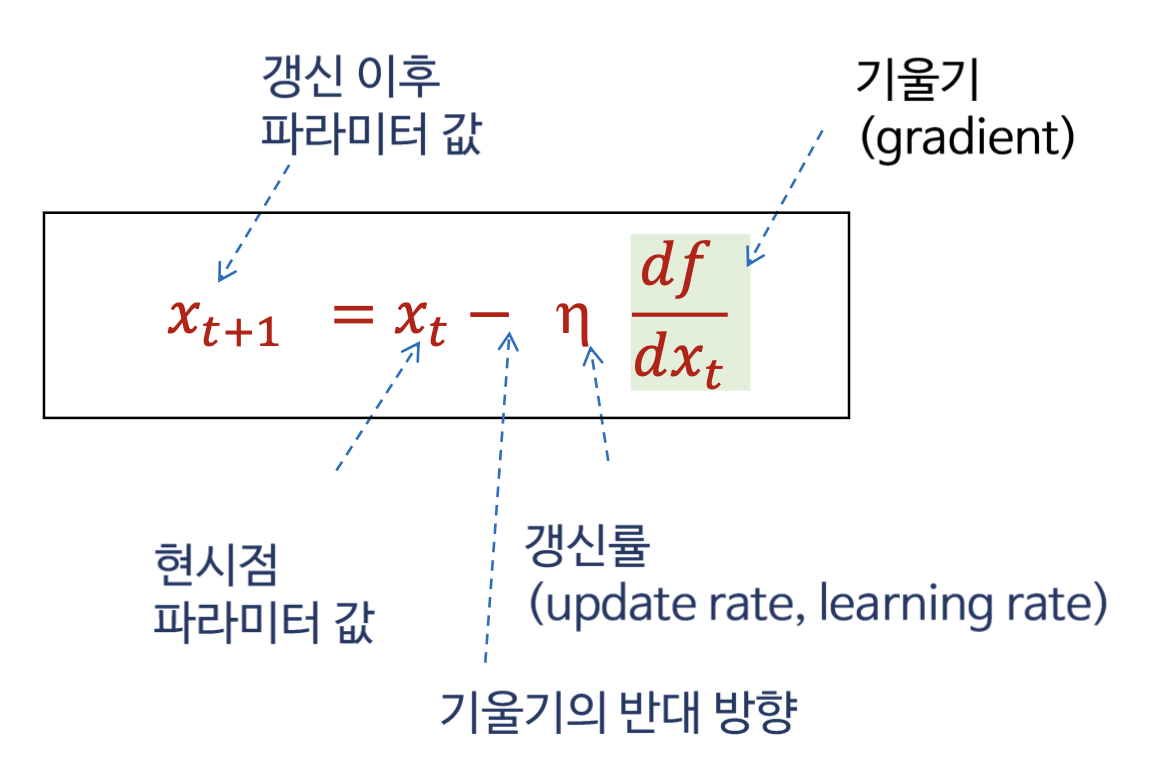 갱신 이후
파라미터 값
기울기
(gradient)
x_{t+1} = x_t − η df/dx_t
현시점
파라미터 값
갱신률
(update rate, learning rate)
기울기의 반대 방향